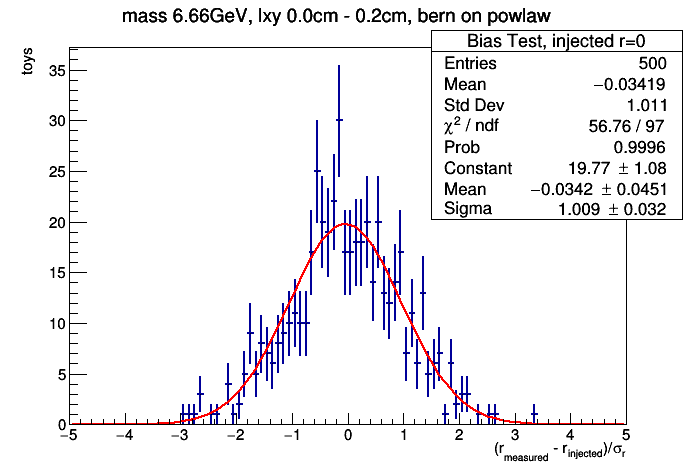 mass 6.66GeV, lxy 0.0cm - 0.2cm, bern on powlaw
Bias Test, injected r=0
Entries 500
Mean −0.03419
Std Dev 1.011
χ² / ndf 56.76 / 97
Prob 0.9996
Constant 19.77 ± 1.08
Mean −0.0342 ± 0.0451
Sigma 1.009 ± 0.032
toys
35
30
25
20
15
10
5
0
−5 −4 −3 −2 −1 0 1 2 3 4 5
(r_measured - r_injected)/σ_r